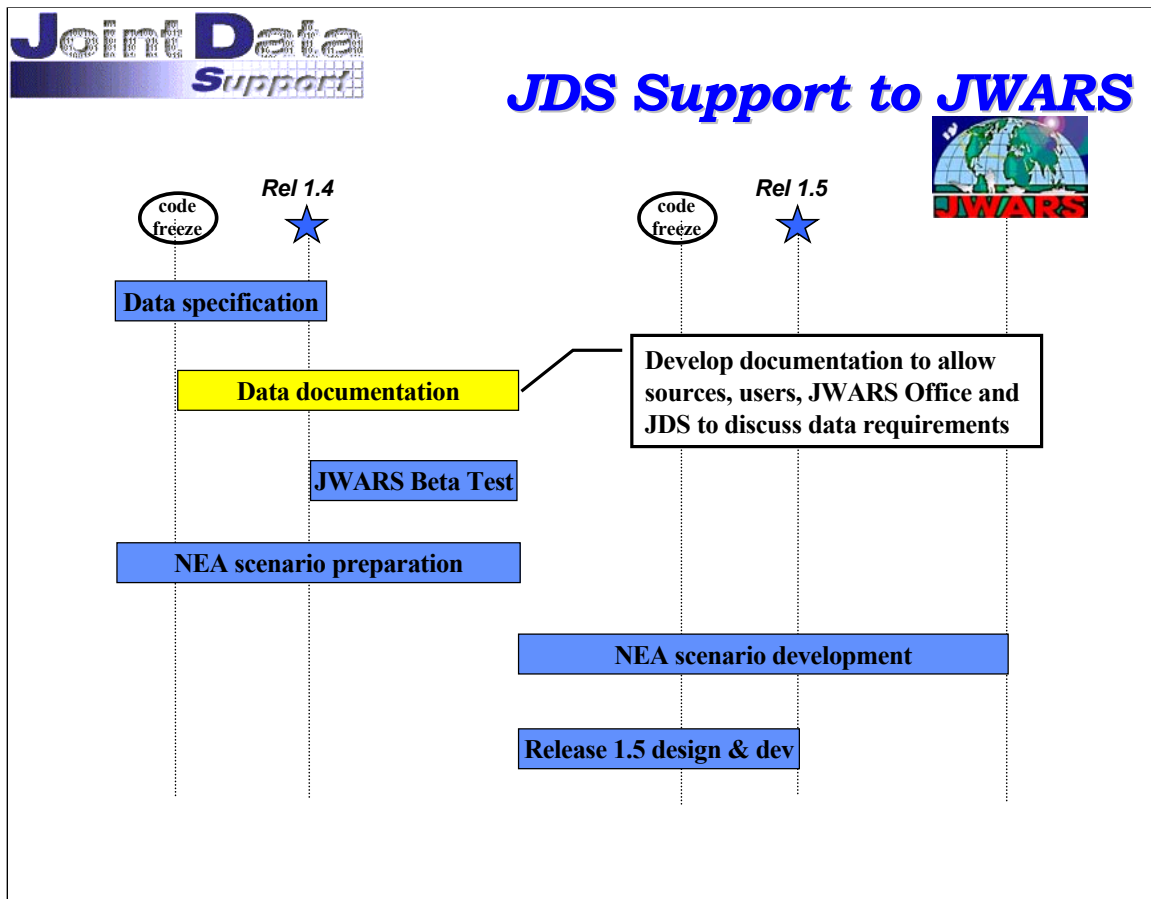 Joint Data
Support
JDS Support to JWARS
JWARS
Rel 1.4
Rel 1.5
code
freeze
code
freeze
Data specification
Develop documentation to allow
sources, users, JWARS Office and
JDS to discuss data requirements
Data documentation
JWARS Beta Test
NEA scenario preparation
NEA scenario development
Release 1.5 design & dev